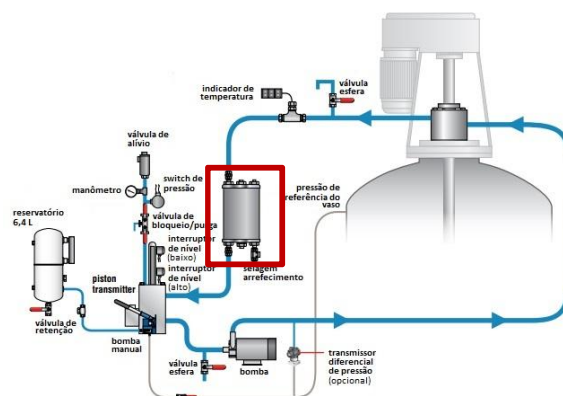 indicador de
temperatura
válvula
esfera
válvula de
alívio
switch de
pressão
manômetro
pressão de
referência do
vaso
reservatório
6,4 L
válvula de
bloqueio/purga
interruptor
de nível
(baixo)
interruptor
de nível
(alto)
selagem
arrefecimento
piston
transmitter
válvula de
retenção
bomba
manual
válvula
esfera
bomba
transmissor
diferencial
de pressão
(opcional)